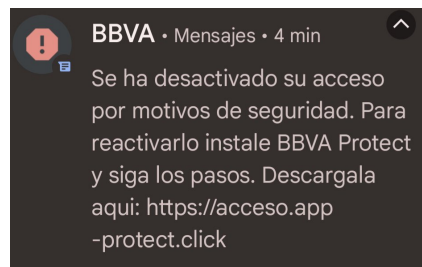 BBVA • Mensajes • 4 min
Se ha desactivado su acceso
por motivos de seguridad. Para
reactivarlo instale BBVA Protect
y siga los pasos. Descargala
aqui: https://acceso.app
-protect.click